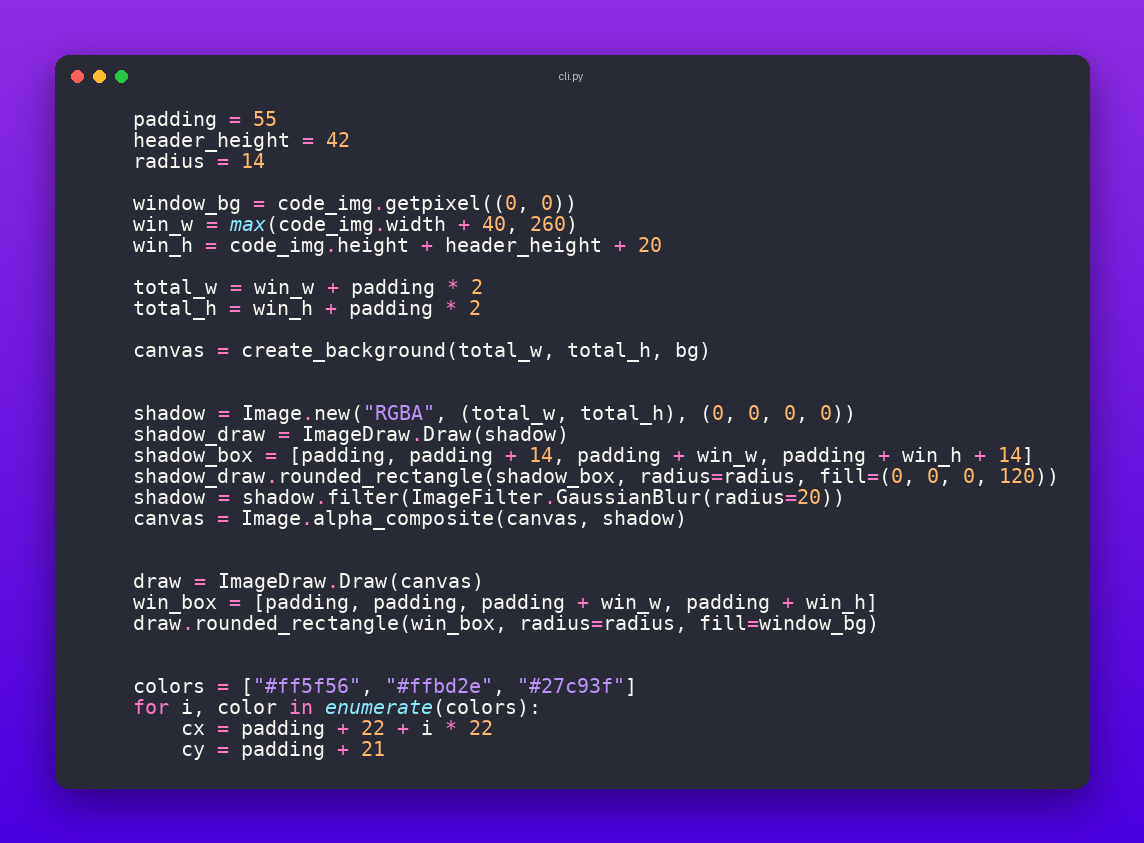 cli.py
padding = 55
header_height = 42
radius = 14
window_bg = code_img.getpixel((0, 0))
win_w = max(code_img.width + 40, 260)
win_h = code_img.height + header_height + 20
total_w = win_w + padding * 2
total_h = win_h + padding * 2
canvas = create_background(total_w, total_h, bg)
shadow = Image.new("RGBA", (total_w, total_h), (0, 0, 0, 0))
shadow_draw = ImageDraw.Draw(shadow)
shadow_box = [padding, padding + 14, padding + win_w, padding + win_h + 14]
shadow_draw.rounded_rectangle(shadow_box, radius=radius, fill=(0, 0, 0, 120))
shadow = shadow.filter(ImageFilter.GaussianBlur(radius=20))
canvas = Image.alpha_composite(canvas, shadow)
draw = ImageDraw.Draw(canvas)
win_box = [padding, padding, padding + win_w, padding + win_h]
draw.rounded_rectangle(win_box, radius=radius, fill=window_bg)
colors = ["#ff5f56", "#ffbd2e", "#27c93f"]
for i, color in enumerate(colors):
    cx = padding + 22 + i * 22
    cy = padding + 21